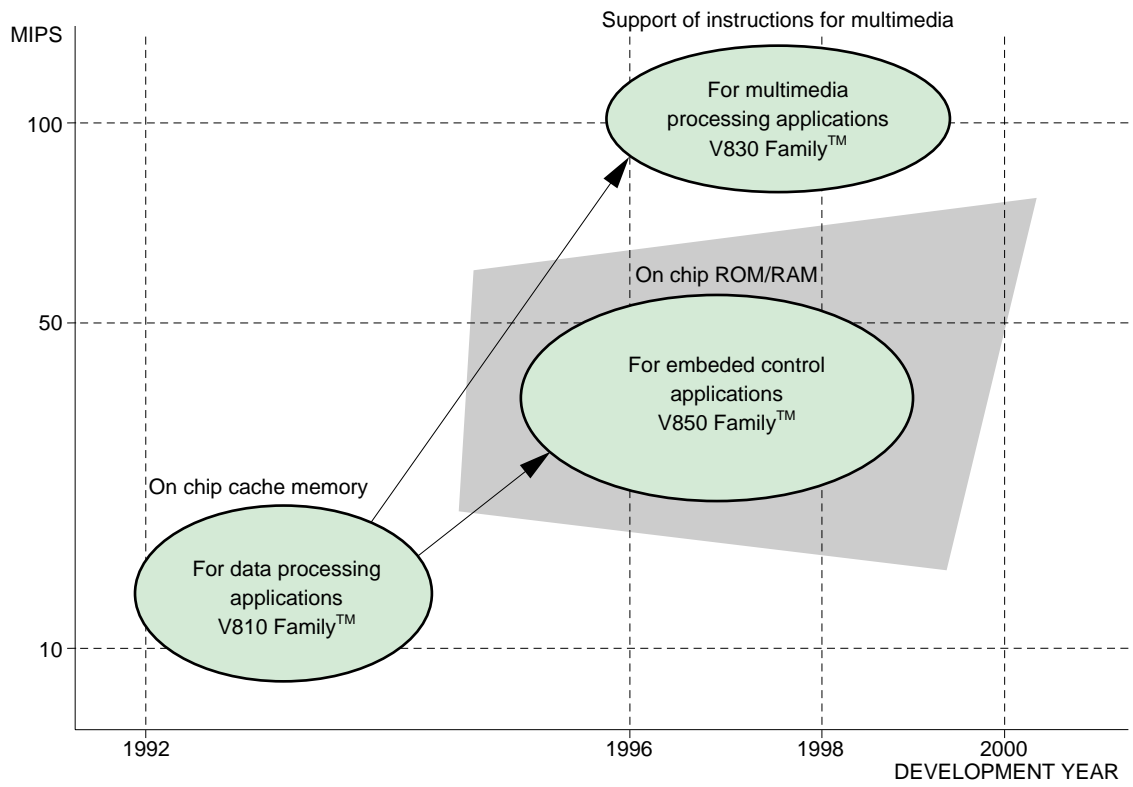 Support of instructions for multimedia
MIPS
For multimedia
processing applications
V830 Family™
100
On chip ROM/RAM
50
For embeded control
applications
V850 Family™
On chip cache memory
For data processing
applications
V810 Family™
10
1992
1996
1998
2000
DEVELOPMENT YEAR